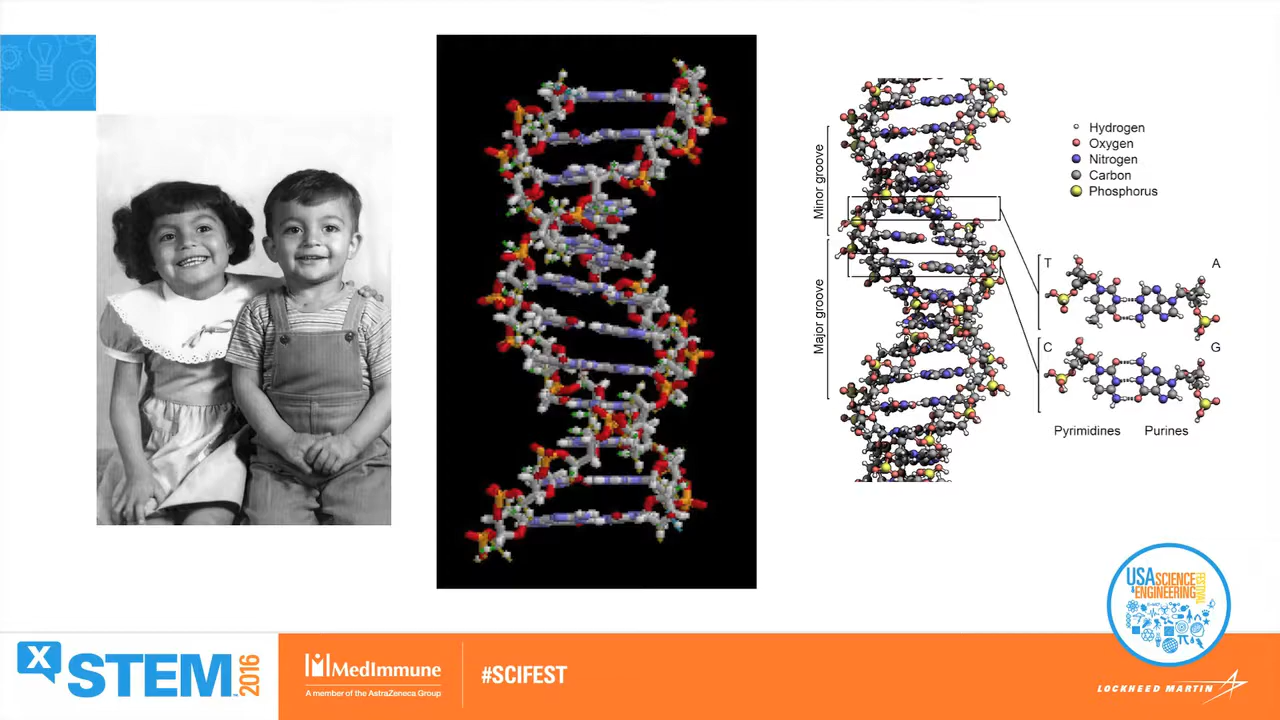 Minor groove
Major groove
Hydrogen
Oxygen
Nitrogen
Carbon
Phosphorus
T
A
C
G
Pyrimidines
Purines
USA SCIENCE
& ENGINEERING
FESTIVAL
X STEM™ 2016
MedImmune
A member of the AstraZeneca Group
#SCIFEST
LOCKHEED MARTIN